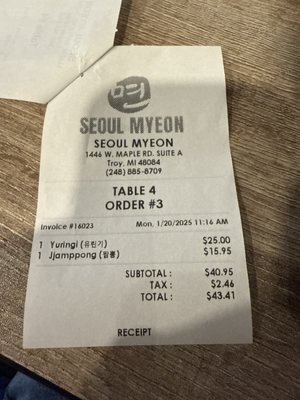 면
SEOUL MYEON
SEOUL MYEON
1446 W. MAPLE RD. SUITE A
Troy, MI 48084
(248) 885-8709
TABLE 4
ORDER #3
Invoice #16023 Mon, 1/20/2025 11:16 AM
1 Yuringi (유린기) $25.00
1 Jjamppong (짬뽕) $15.95
SUBTOTAL : $40.95
TAX : $2.46
TOTAL : $43.41
RECEIPT